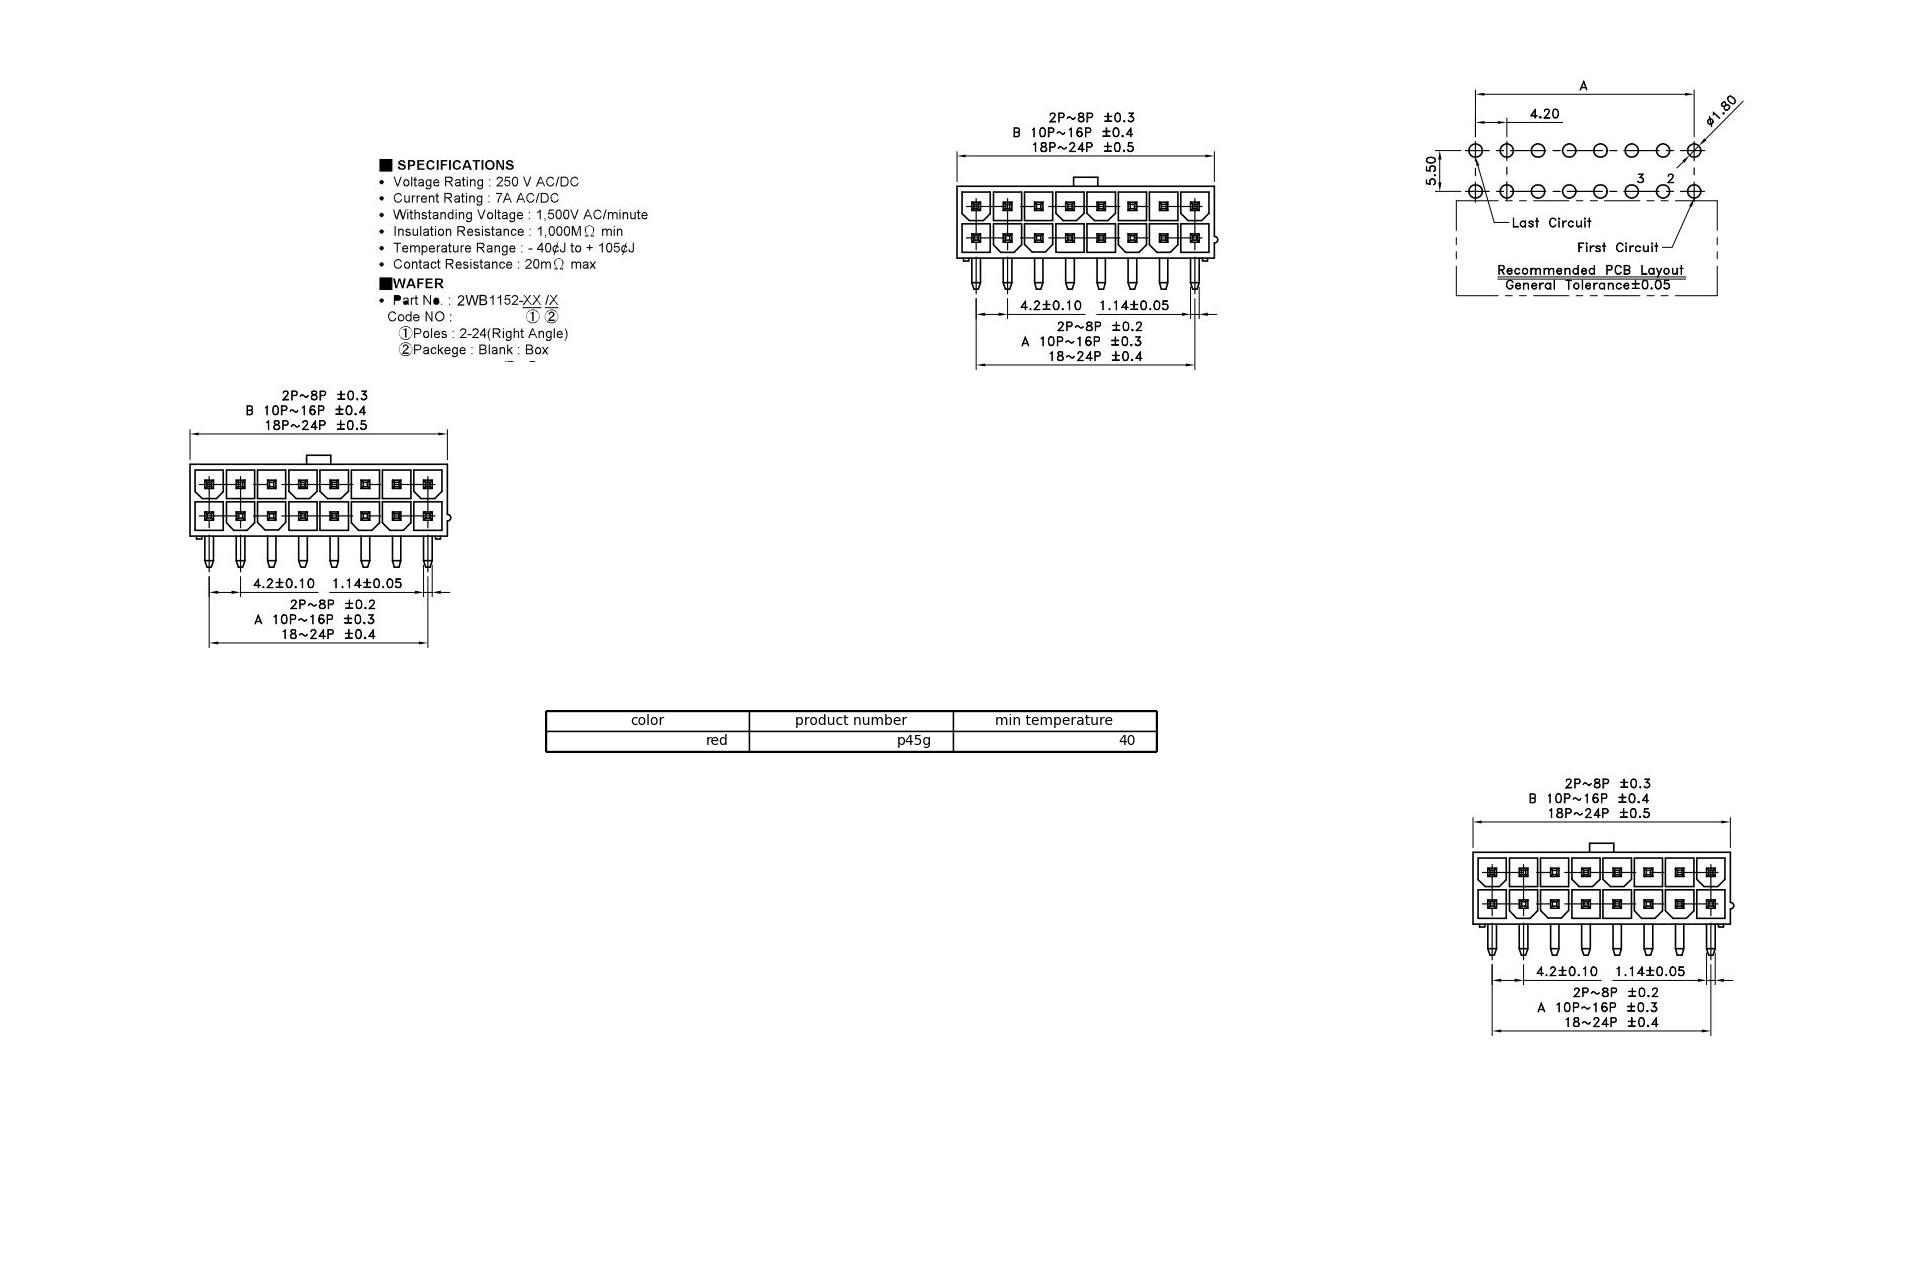 ■ SPECIFICATIONS
• Voltage Rating : 250 V AC/DC
• Current Rating : 7A AC/DC
• Withstanding Voltage : 1,500V AC/minute
• Insulation Resistance : 1,000MΩ min
• Temperature Range : - 40¢J to + 105¢J
• Contact Resistance : 20mΩ max
■WAFER
• Part No. : 2WB1152-XX /X
Code NO : ① ②
①Poles : 2-24(Right Angle)
②Packege : Blank : Box
2P~8P ±0.3
B 10P~16P ±0.4
18P~24P ±0.5
4.2±0.10 1.14±0.05
2P~8P ±0.2
A 10P~16P ±0.3
18~24P ±0.4
A
4.20
ø1.80
5.50
3 2
Last Circuit
First Circuit
Recommended PCB Layout
General Tolerance±0.05
2P~8P ±0.3
B 10P~16P ±0.4
18P~24P ±0.5
4.2±0.10 1.14±0.05
2P~8P ±0.2
A 10P~16P ±0.3
18~24P ±0.4
color product number min temperature
red p45g 40
2P~8P ±0.3
B 10P~16P ±0.4
18P~24P ±0.5
4.2±0.10 1.14±0.05
2P~8P ±0.2
A 10P~16P ±0.3
18~24P ±0.4